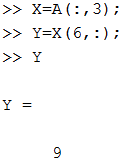 >> X=A(:,3);
>> Y=X(6,:);
>> Y
Y =
9